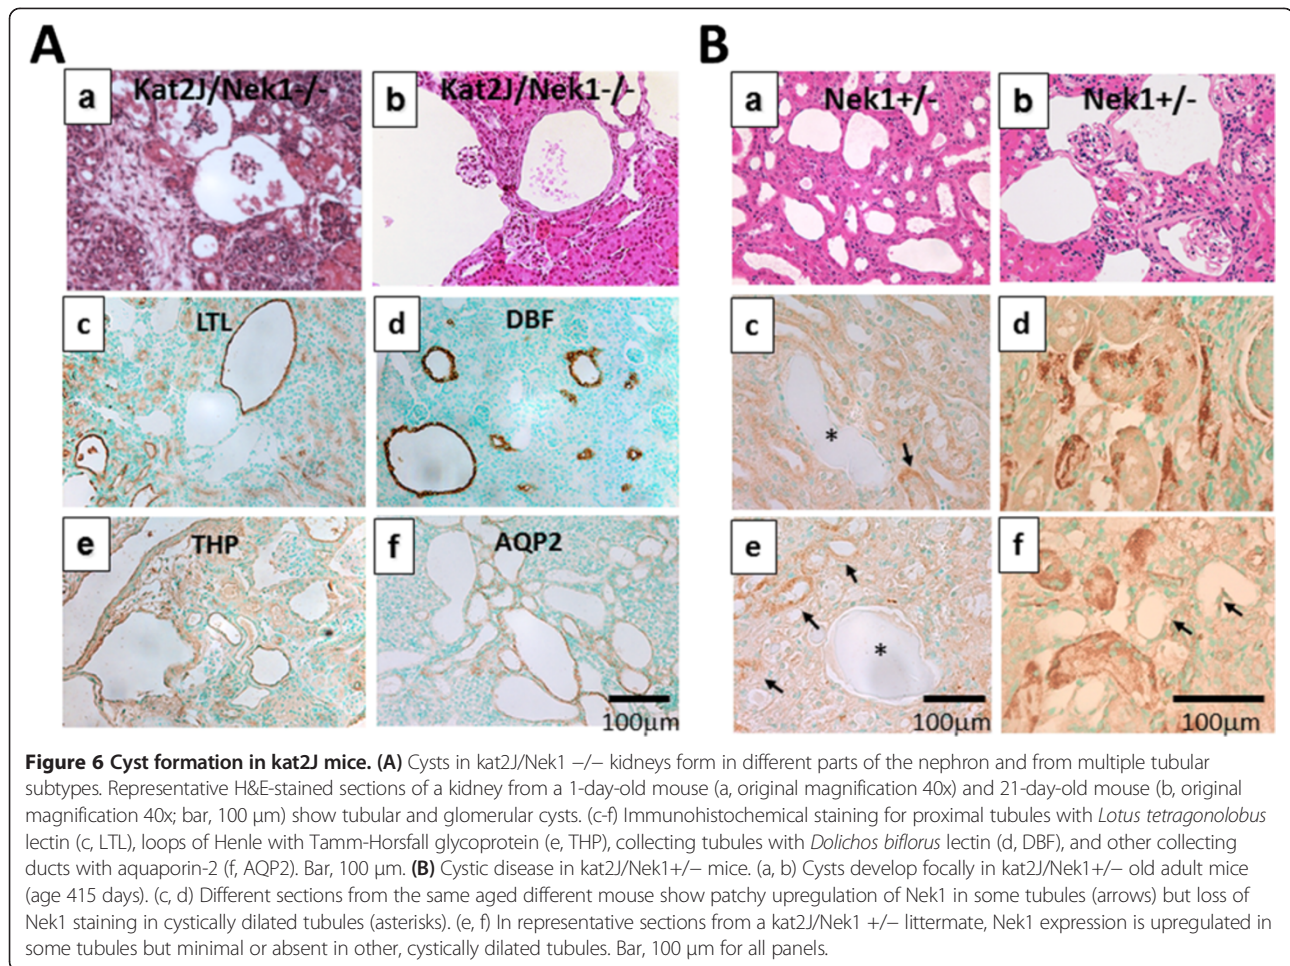 A
B
a
Kat2J/Nek1-/-
b
Kat2J/Nek1-/-
a
Nek1+/-
b
Nek1+/-
c
LTL
d
DBF
c
*
d
e
THP
f
AQP2
100μm
e
*
100μm
f
100μm
Figure 6 Cyst formation in kat2J mice. (A) Cysts in kat2J/Nek1 −/− kidneys form in different parts of the nephron and from multiple tubular
subtypes. Representative H&E-stained sections of a kidney from a 1-day-old mouse (a, original magnification 40x) and 21-day-old mouse (b, original
magnification 40x; bar, 100 μm) show tubular and glomerular cysts. (c-f) Immunohistochemical staining for proximal tubules with Lotus tetragonolobus
lectin (c, LTL), loops of Henle with Tamm-Horsfall glycoprotein (e, THP), collecting tubules with Dolichos biflorus lectin (d, DBF), and other collecting
ducts with aquaporin-2 (f, AQP2). Bar, 100 μm. (B) Cystic disease in kat2J/Nek1+/− mice. (a, b) Cysts develop focally in kat2J/Nek1+/− old adult mice
(age 415 days). (c, d) Different sections from the same aged different mouse show patchy upregulation of Nek1 in some tubules (arrows) but loss of
Nek1 staining in cystically dilated tubules (asterisks). (e, f) In representative sections from a kat2J/Nek1 +/− littermate, Nek1 expression is upregulated in
some tubules but minimal or absent in other, cystically dilated tubules. Bar, 100 μm for all panels.